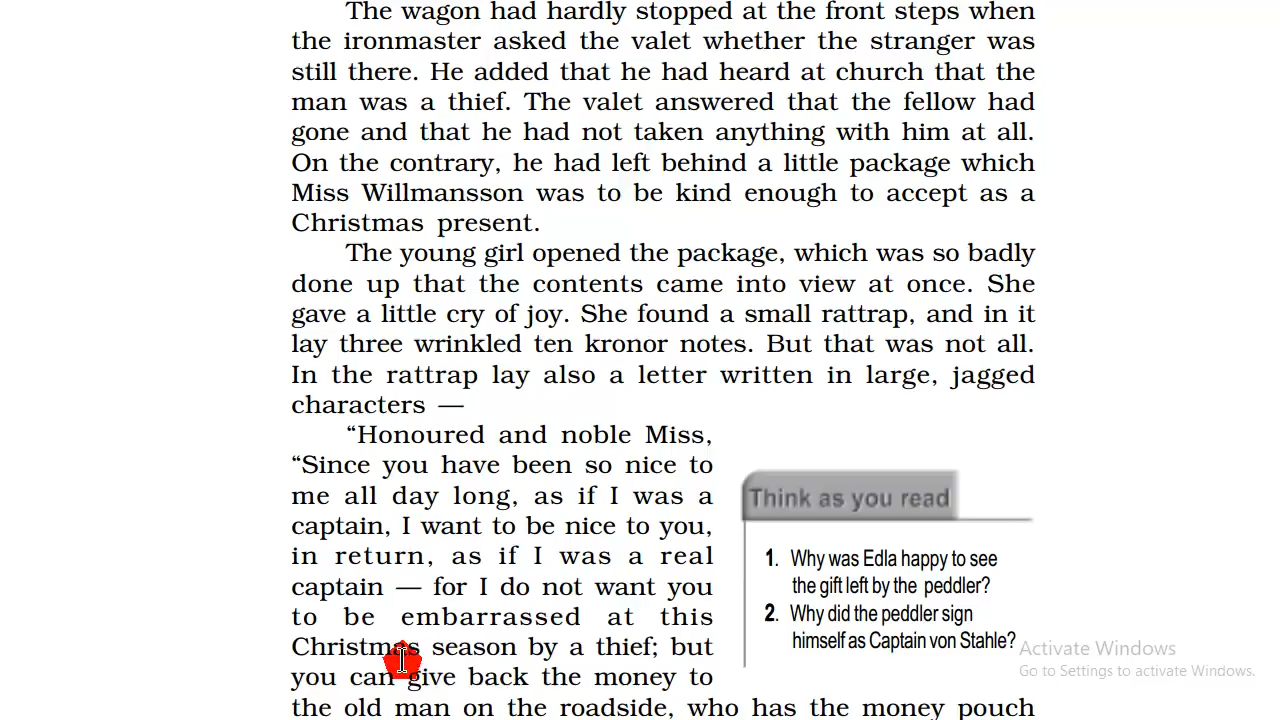 The wagon had hardly stopped at the front steps when
the ironmaster asked the valet whether the stranger was
still there. He added that he had heard at church that the
man was a thief. The valet answered that the fellow had
gone and that he had not taken anything with him at all.
On the contrary, he had left behind a little package which
Miss Willmansson was to be kind enough to accept as a
Christmas present.
The young girl opened the package, which was so badly
done up that the contents came into view at once. She
gave a little cry of joy. She found a small rattrap, and in it
lay three wrinkled ten kronor notes. But that was not all.
In the rattrap lay also a letter written in large, jagged
characters —
“Honoured and noble Miss,
“Since you have been so nice to
me all day long, as if I was a
captain, I want to be nice to you,
in return, as if I was a real
captain — for I do not want you
to be embarrassed at this
Christmas season by a thief; but
you can give back the money to
the old man on the roadside, who has the money pouch
Think as you read
1. Why was Edla happy to see
the gift left by the peddler?
2. Why did the peddler sign
himself as Captain von Stahle?
Activate Windows
Go to Settings to activate Windows.